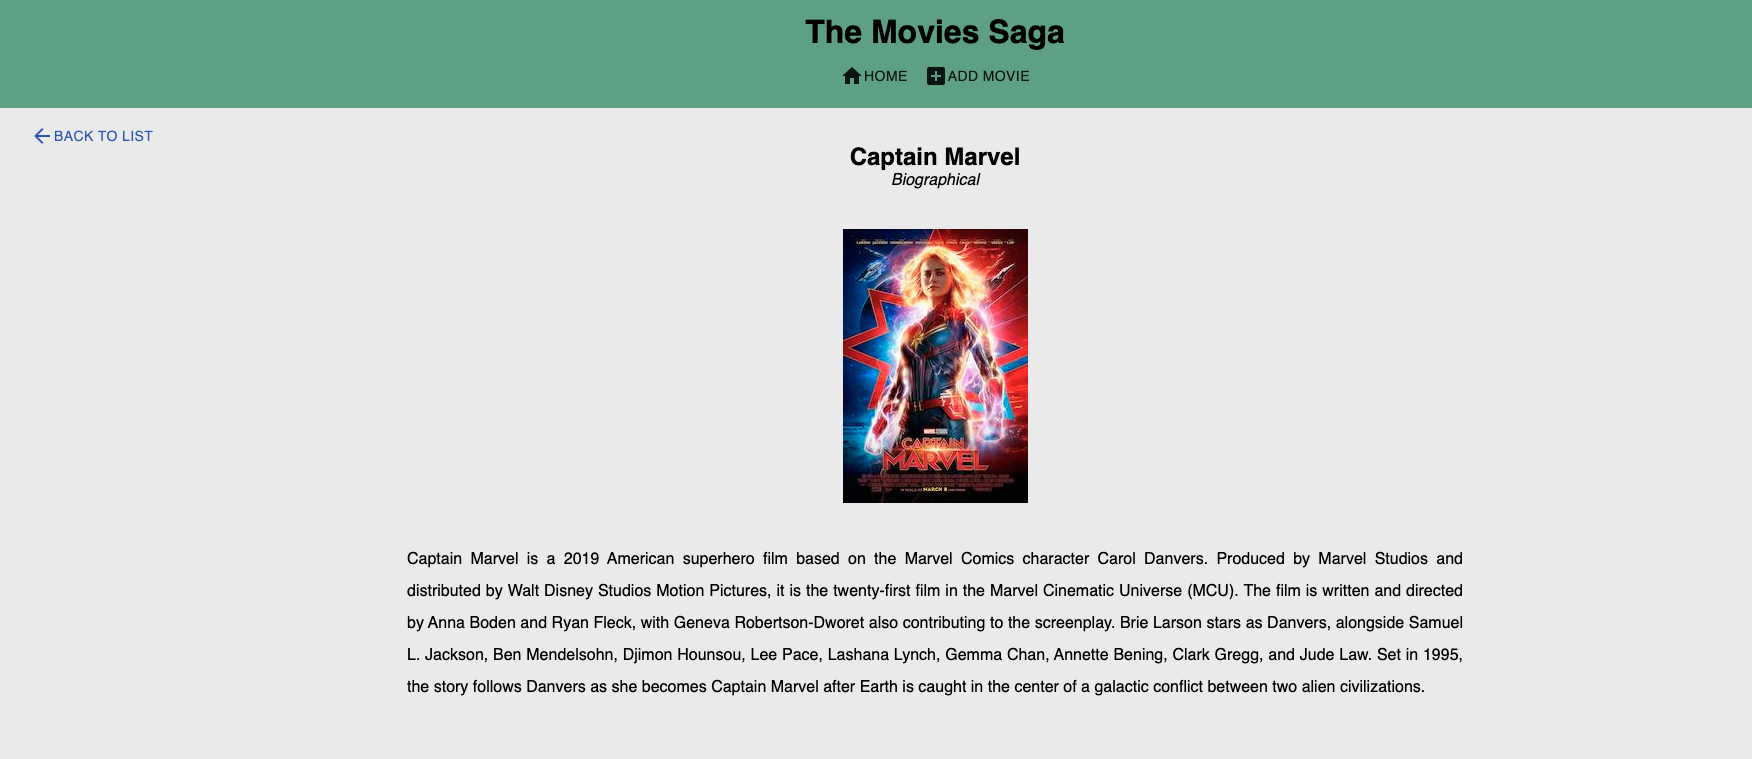 The Movies Saga
HOME ADD MOVIE
BACK TO LIST
Captain Marvel
Biographical
CAPTAIN
MARVEL
MARCH 8
Captain Marvel is a 2019 American superhero film based on the Marvel Comics character Carol Danvers. Produced by Marvel Studios and
distributed by Walt Disney Studios Motion Pictures, it is the twenty-first film in the Marvel Cinematic Universe (MCU). The film is written and directed
by Anna Boden and Ryan Fleck, with Geneva Robertson-Dworet also contributing to the screenplay. Brie Larson stars as Danvers, alongside Samuel
L. Jackson, Ben Mendelsohn, Djimon Hounsou, Lee Pace, Lashana Lynch, Gemma Chan, Annette Bening, Clark Gregg, and Jude Law. Set in 1995,
the story follows Danvers as she becomes Captain Marvel after Earth is caught in the center of a galactic conflict between two alien civilizations.